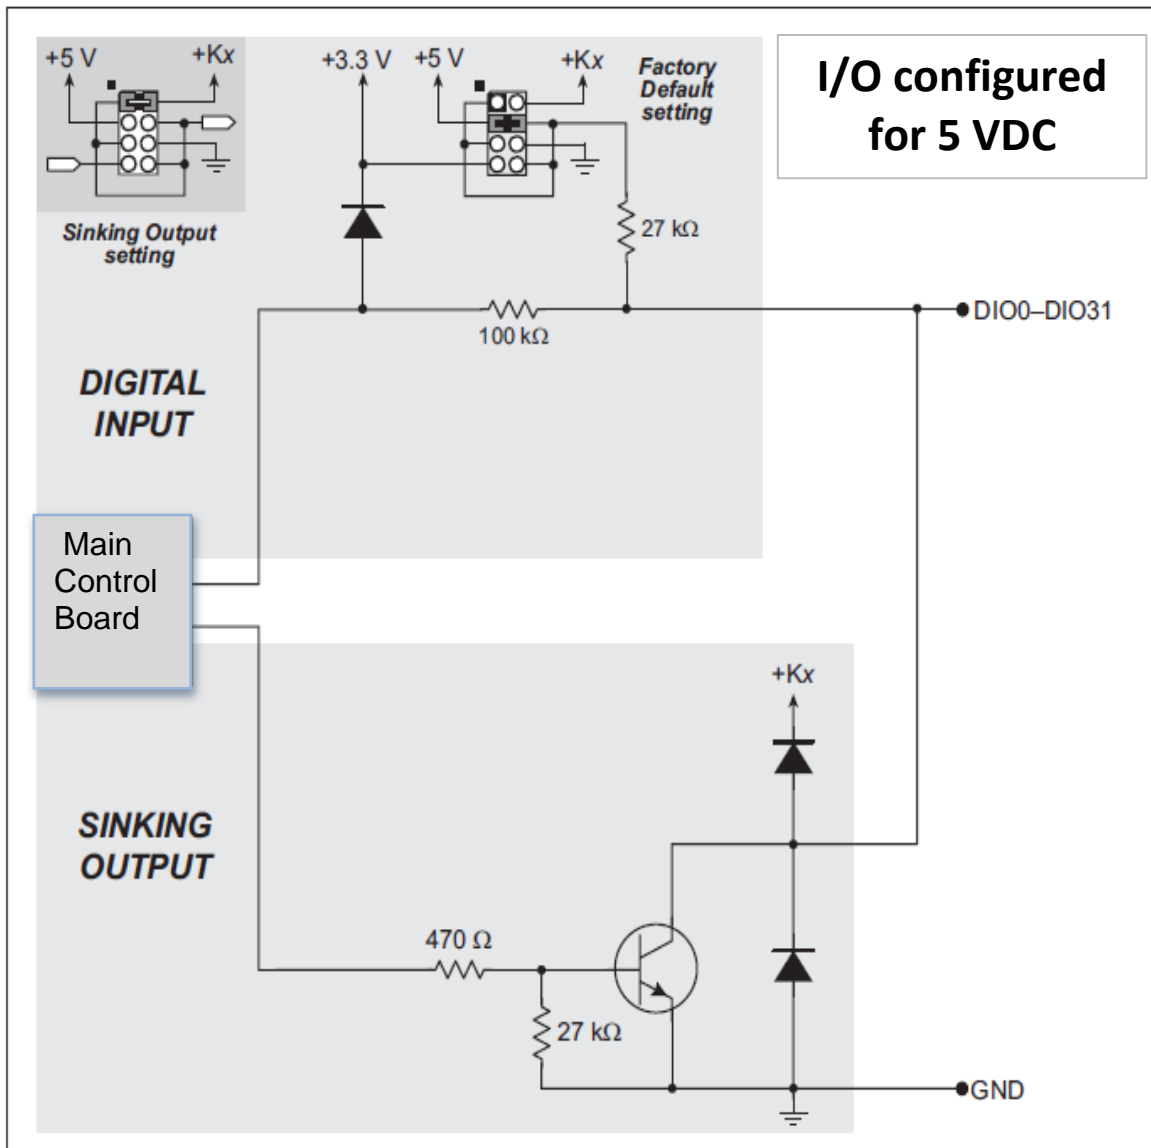 +5 V
+Kx
Sinking Output
setting
+3.3 V
+5 V
+Kx
Factory
Default
setting
I/O configured
for 5 VDC
27 kΩ
100 kΩ
DIO0–DIO31
DIGITAL
INPUT
Main
Control
Board
+Kx
SINKING
OUTPUT
470 Ω
27 kΩ
GND